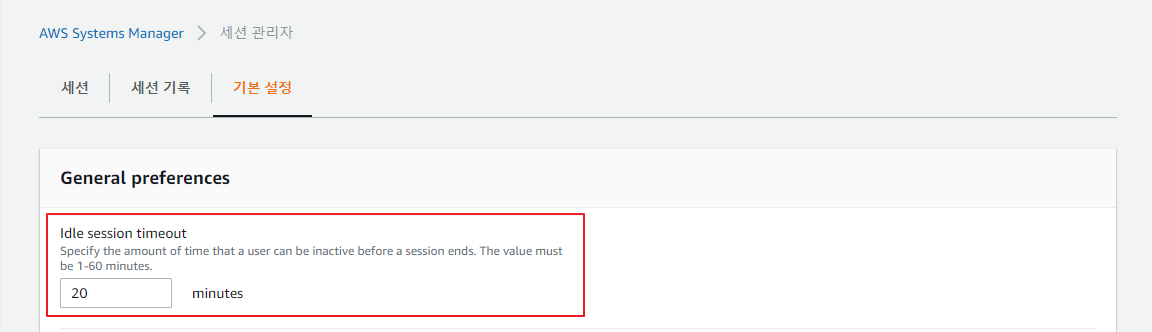 AWS Systems Manager > 세션 관리자
세션 세션 기록 기본 설정
General preferences
Idle session timeout
Specify the amount of time that a user can be inactive before a session ends. The value must
be 1-60 minutes.
20 minutes